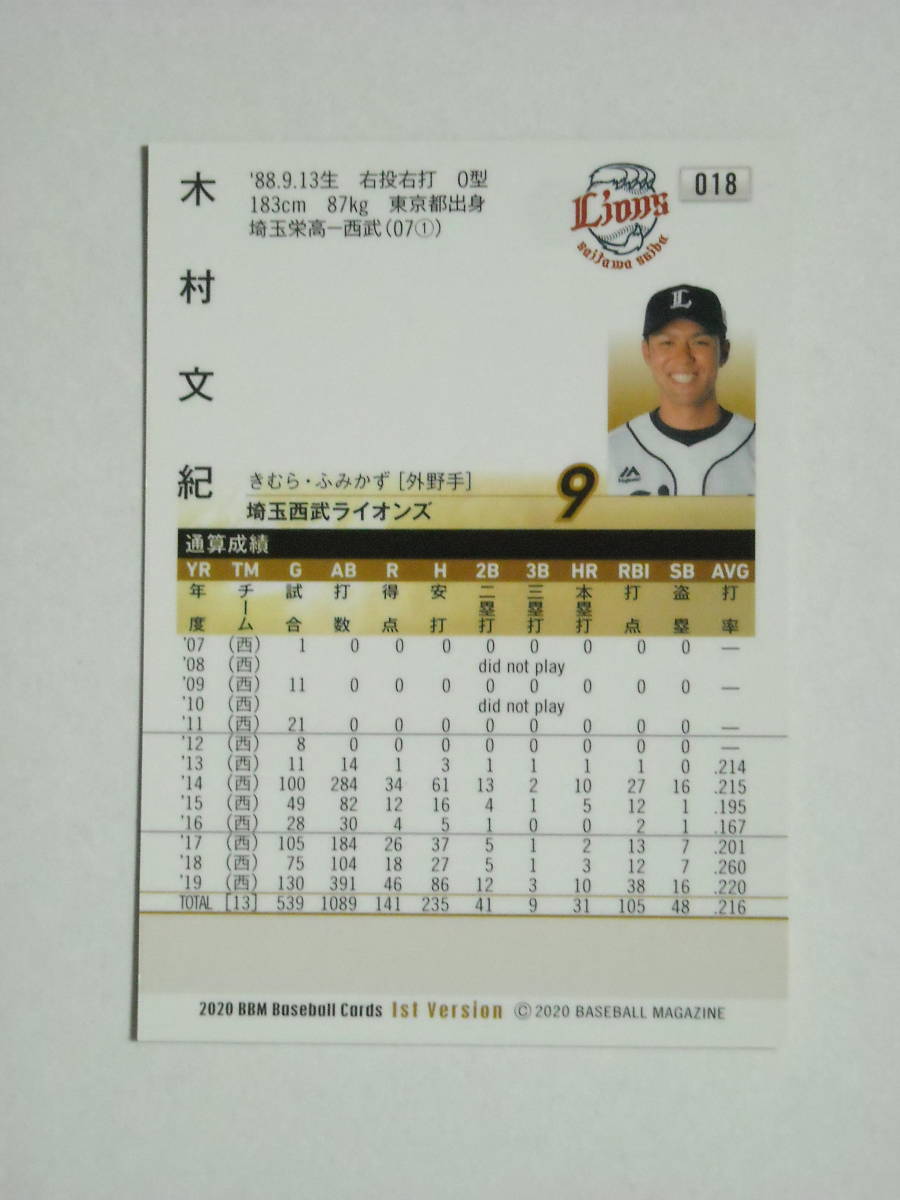 木村文紀
'88.9.13生 右投右打 O型
183cm 87kg 東京都出身
埼玉栄高－西武(07①)
Lions
saitama seibu
018
L
きむら・ふみかず [外野手]
埼玉西武ライオンズ
9
通算成績
YR TM G AB R H 2B 3B HR RBI SB AVG
年度 チーム 試合 打数 得点 安打 二塁打 三塁打 本塁打 打点 盗塁 打率
'07 (西) 1 0 0 0 0 0 0 0 0 —
'08 (西) did not play
'09 (西) 11 0 0 0 0 0 0 0 0 —
'10 (西) did not play
'11 (西) 21 0 0 0 0 0 0 0 0 —
'12 (西) 8 0 0 0 0 0 0 0 0 —
'13 (西) 11 14 1 3 1 1 1 1 0 .214
'14 (西) 100 284 34 61 13 2 10 27 16 .215
'15 (西) 49 82 12 16 4 1 5 12 1 .195
'16 (西) 28 30 4 5 1 0 0 2 1 .167
'17 (西) 105 184 26 37 5 1 2 13 7 .201
'18 (西) 75 104 18 27 5 1 3 12 7 .260
'19 (西) 130 391 46 86 12 3 10 38 16 .220
TOTAL [13] 539 1089 141 235 41 9 31 105 48 .216
2020 BBM Baseball Cards 1st Version © 2020 BASEBALL MAGAZINE